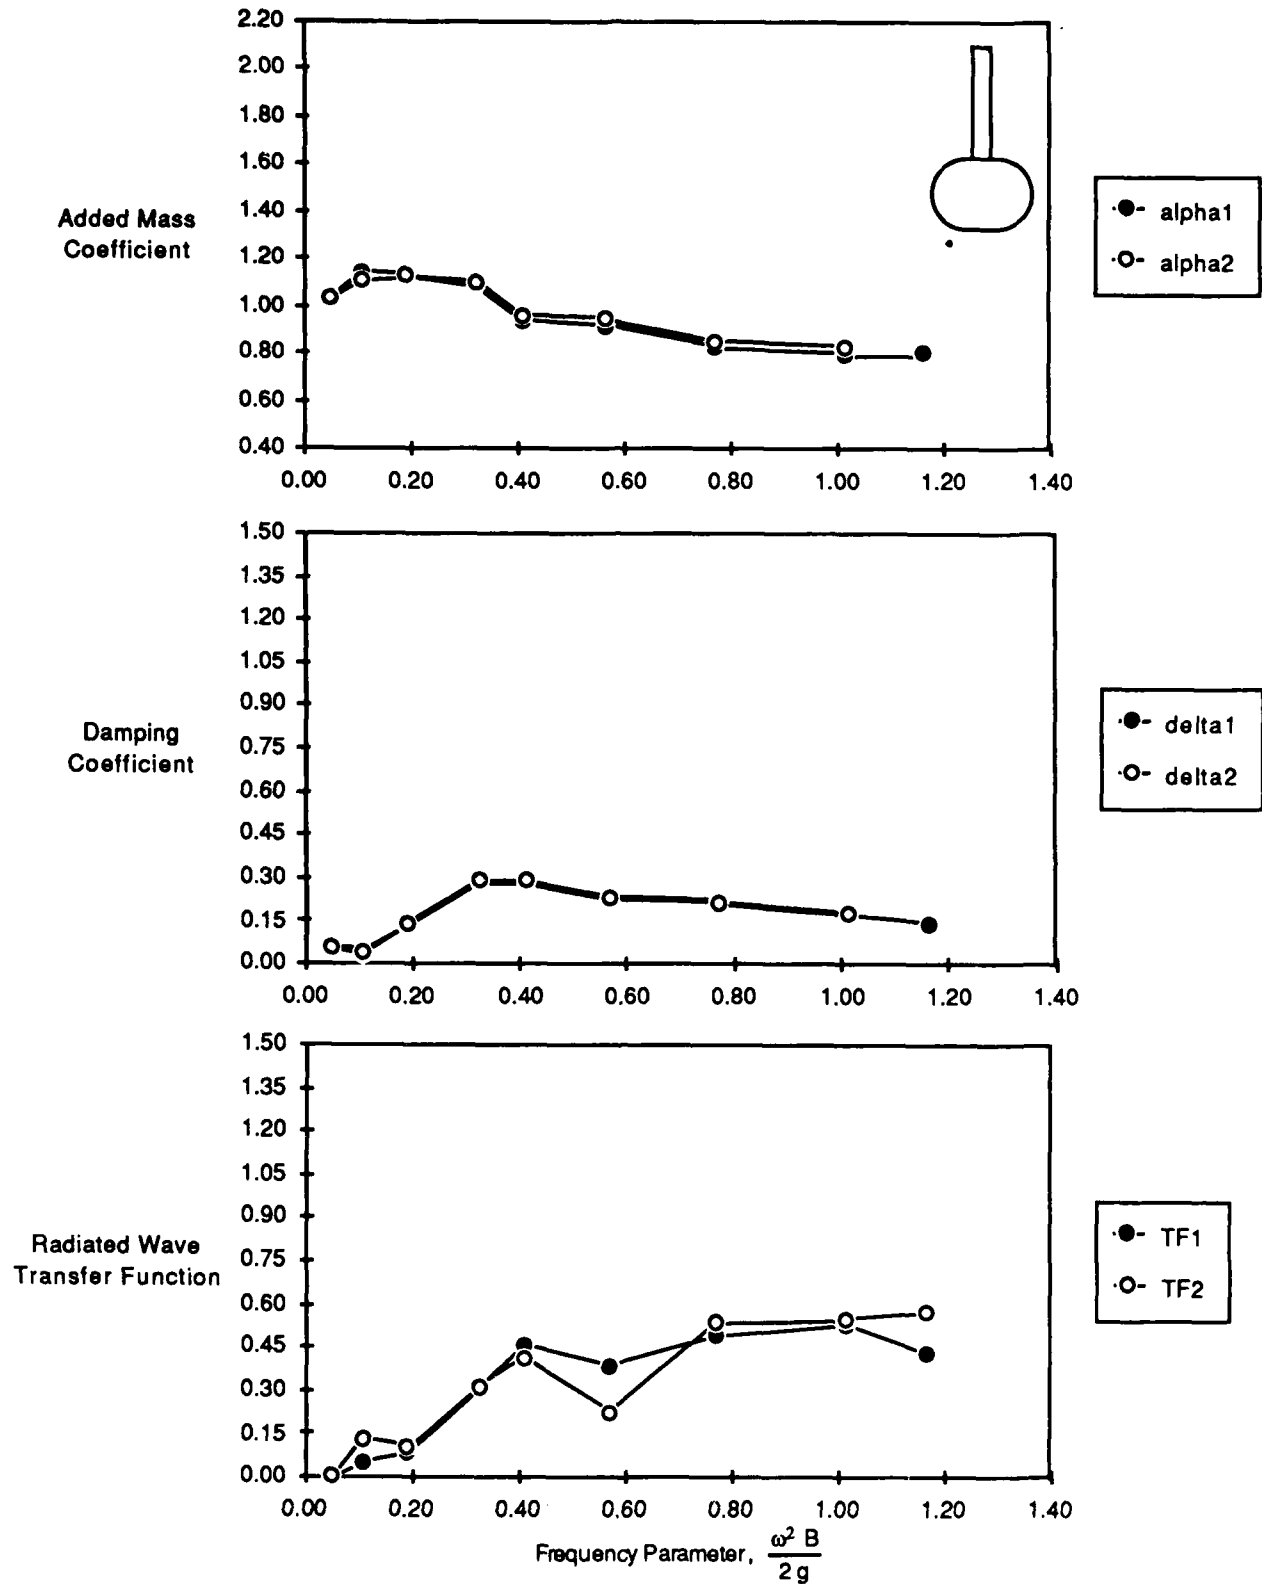 2.20
2.00
1.80
1.60
1.40
1.20
1.00
0.80
0.60
0.40
Added Mass
Coefficient
0.00 0.20 0.40 0.60 0.80 1.00 1.20 1.40
alpha1
alpha2
1.50
1.35
1.20
1.05
0.90
0.75
0.60
0.45
0.30
0.15
0.00
Damping
Coefficient
0.00 0.20 0.40 0.60 0.80 1.00 1.20 1.40
delta1
delta2
1.50
1.35
1.20
1.05
0.90
0.75
0.60
0.45
0.30
0.15
0.00
Radiated Wave
Transfer Function
0.00 0.20 0.40 0.60 0.80 1.00 1.20 1.40
TF1
TF2
Frequency Parameter, ω² B
2 g